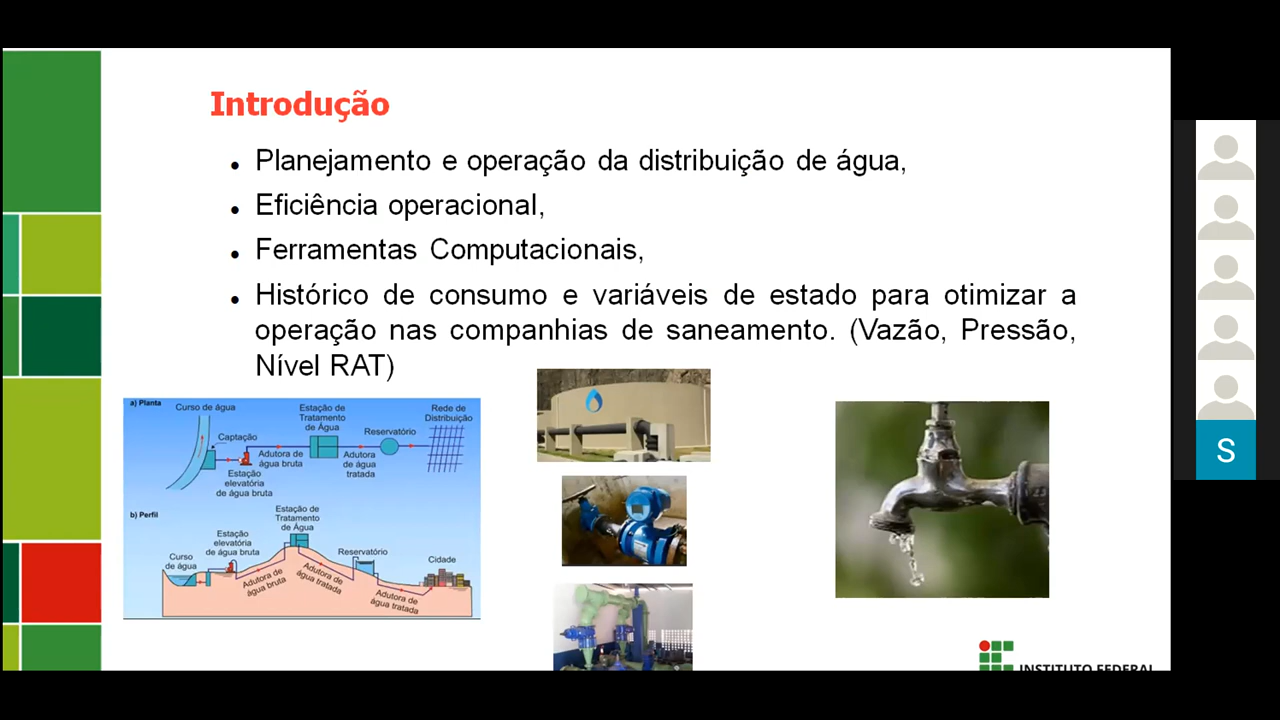 Introdução
Planejamento e operação da distribuição de água,
Eficiência operacional,
Ferramentas Computacionais,
Histórico de consumo e variáveis de estado para otimizar a
operação nas companhias de saneamento. (Vazão, Pressão,
Nível RAT)
a) Planta
Curso de água
Captação
Estação
elevatória
de água bruta
Adutora de
água bruta
Estação de
Tratamento
de Água
Adutora
de água
tratada
Reservatório
Rede de
Distribuição
b) Perfil
Curso
de água
Estação
elevatória
de água bruta
Adutora de
água bruta
Estação de
Tratamento
de Água
Adutora de
água tratada
Reservatório
Adutora de
água tratada
Cidade
INSTITUTO FEDERAL
S